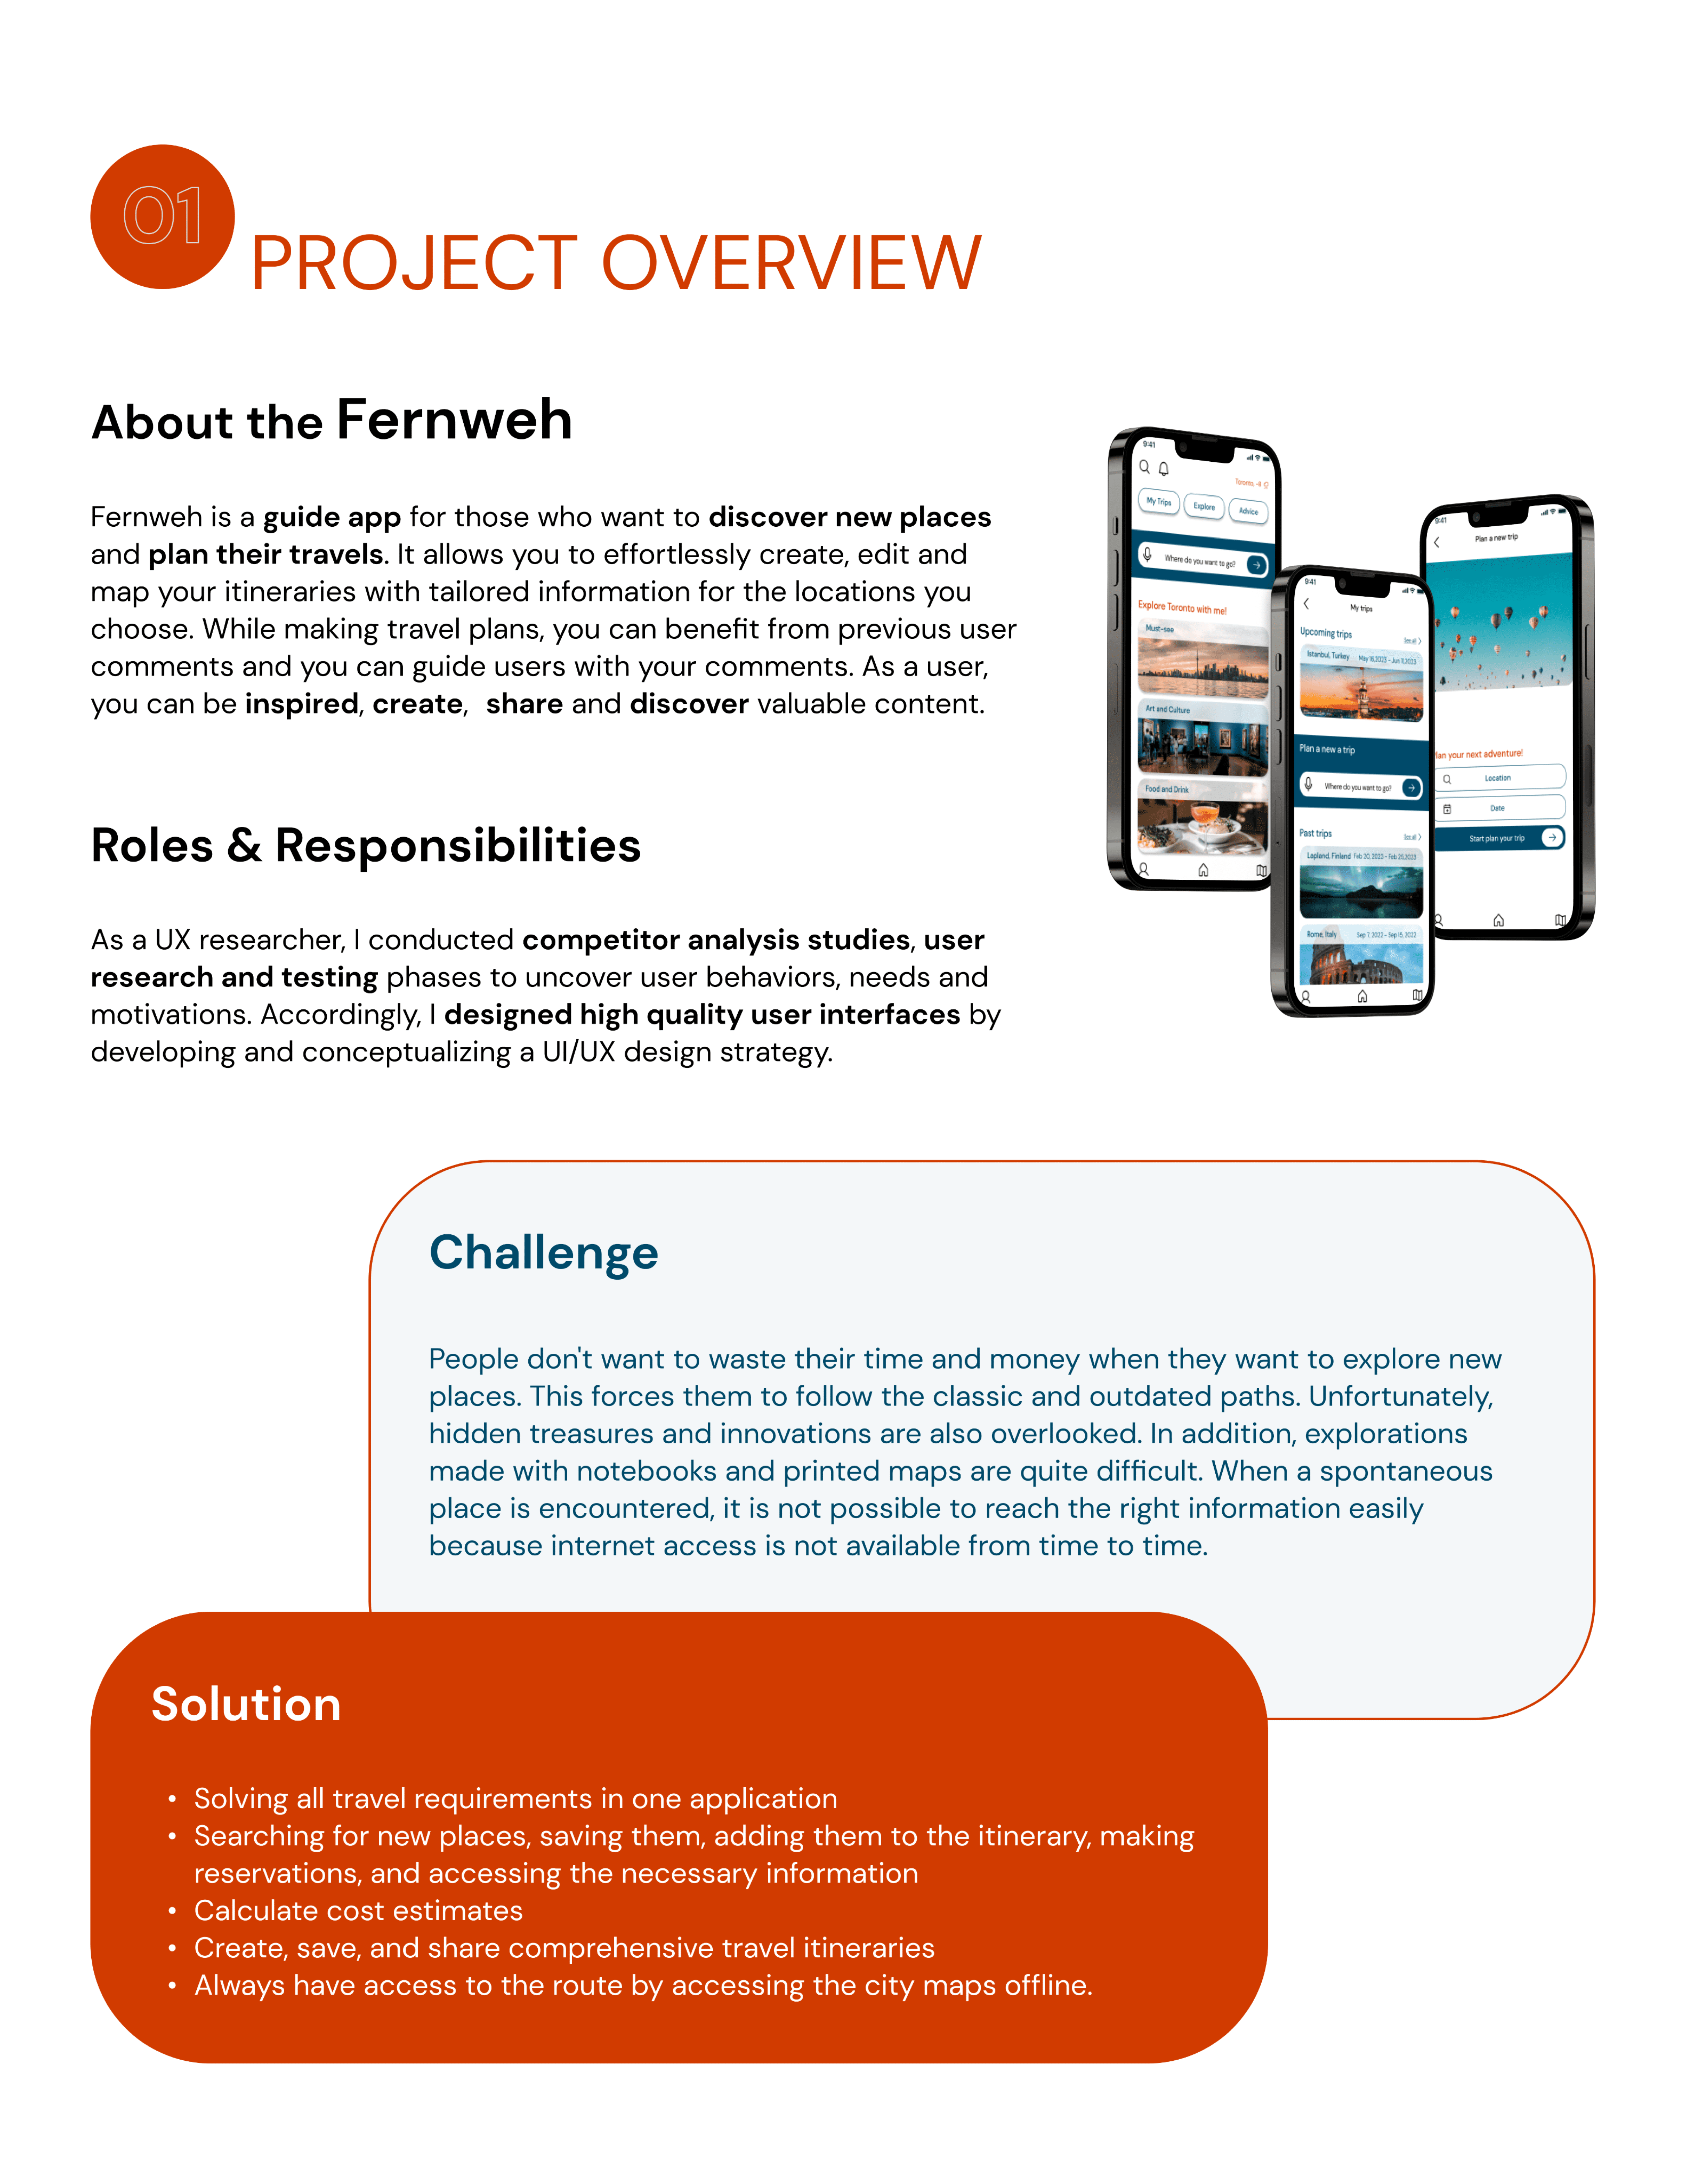 01
PROJECT OVERVIEW
About the Fernweh
Fernweh is a guide app for those who want to discover new places
and plan their travels. It allows you to effortlessly create, edit and
map your itineraries with tailored information for the locations you
choose. While making travel plans, you can benefit from previous user
comments and you can guide users with your comments. As a user,
you can be inspired, create, share and discover valuable content.
Roles & Responsibilities
As a UX researcher, I conducted competitor analysis studies, user
research and testing phases to uncover user behaviors, needs and
motivations. Accordingly, I designed high quality user interfaces by
developing and conceptualizing a UI/UX design strategy.
9:41
My Trips
Explore
Advice
Where do you want to go?
Explore Toronto with me!
Must-see
Art and Culture
Food and Drink
9:41
My trips
Upcoming trips
See all
Istanbul, Turkey May 16,2023 - Jun 11,2023
Plan a new a trip
Where do you want to go?
Past trips
See all
Lapland, Finland Feb 20, 2023 - Feb 25,2023
Rome, Italy Sep 7, 2022 - Sep 15, 2022
9:41
Plan a new trip
lan your next adventure!
Location
Date
Start plan your trip
Challenge
People don't want to waste their time and money when they want to explore new
places. This forces them to follow the classic and outdated paths. Unfortunately,
hidden treasures and innovations are also overlooked. In addition, explorations
made with notebooks and printed maps are quite difficult. When a spontaneous
place is encountered, it is not possible to reach the right information easily
because internet access is not available from time to time.
Solution
• Solving all travel requirements in one application
• Searching for new places, saving them, adding them to the itinerary, making
reservations, and accessing the necessary information
• Calculate cost estimates
• Create, save, and share comprehensive travel itineraries
• Always have access to the route by accessing the city maps offline.